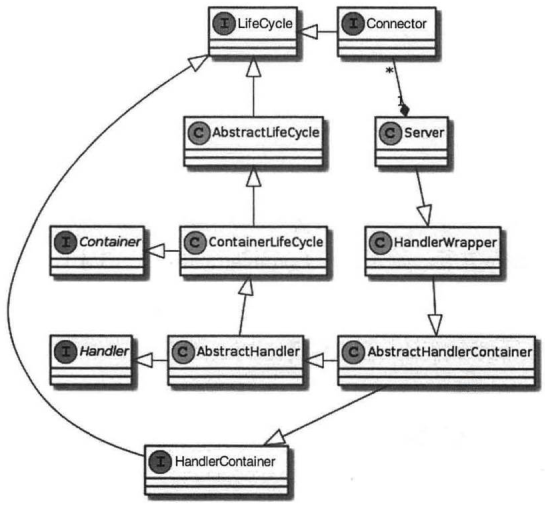 I LifeCycle
I Connector
*
1
C AbstractLifeCycle
C Server
I Container
C ContainerLifeCycle
C HandlerWrapper
I Handler
C AbstractHandler
C AbstractHandlerContainer
I HandlerContainer